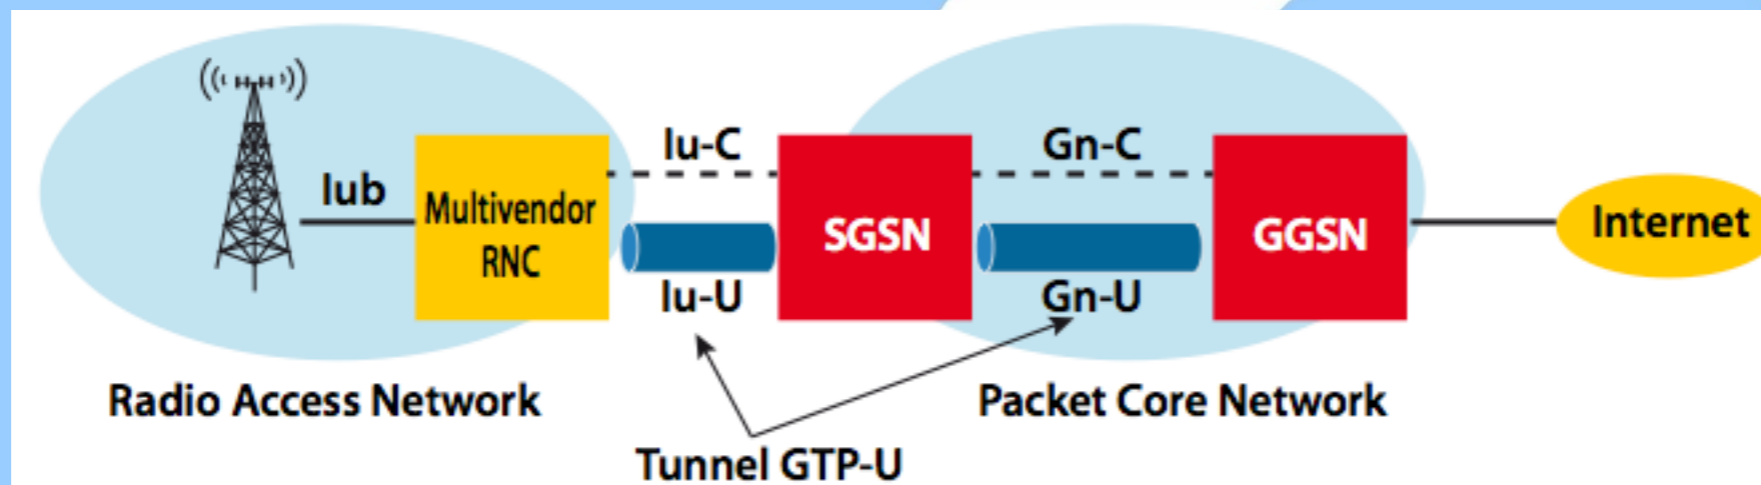 Iub
Multivendor
RNC
Iu-C
Iu-U
SGSN
Gn-C
Gn-U
GGSN
Internet
Radio Access Network
Packet Core Network
Tunnel GTP-U